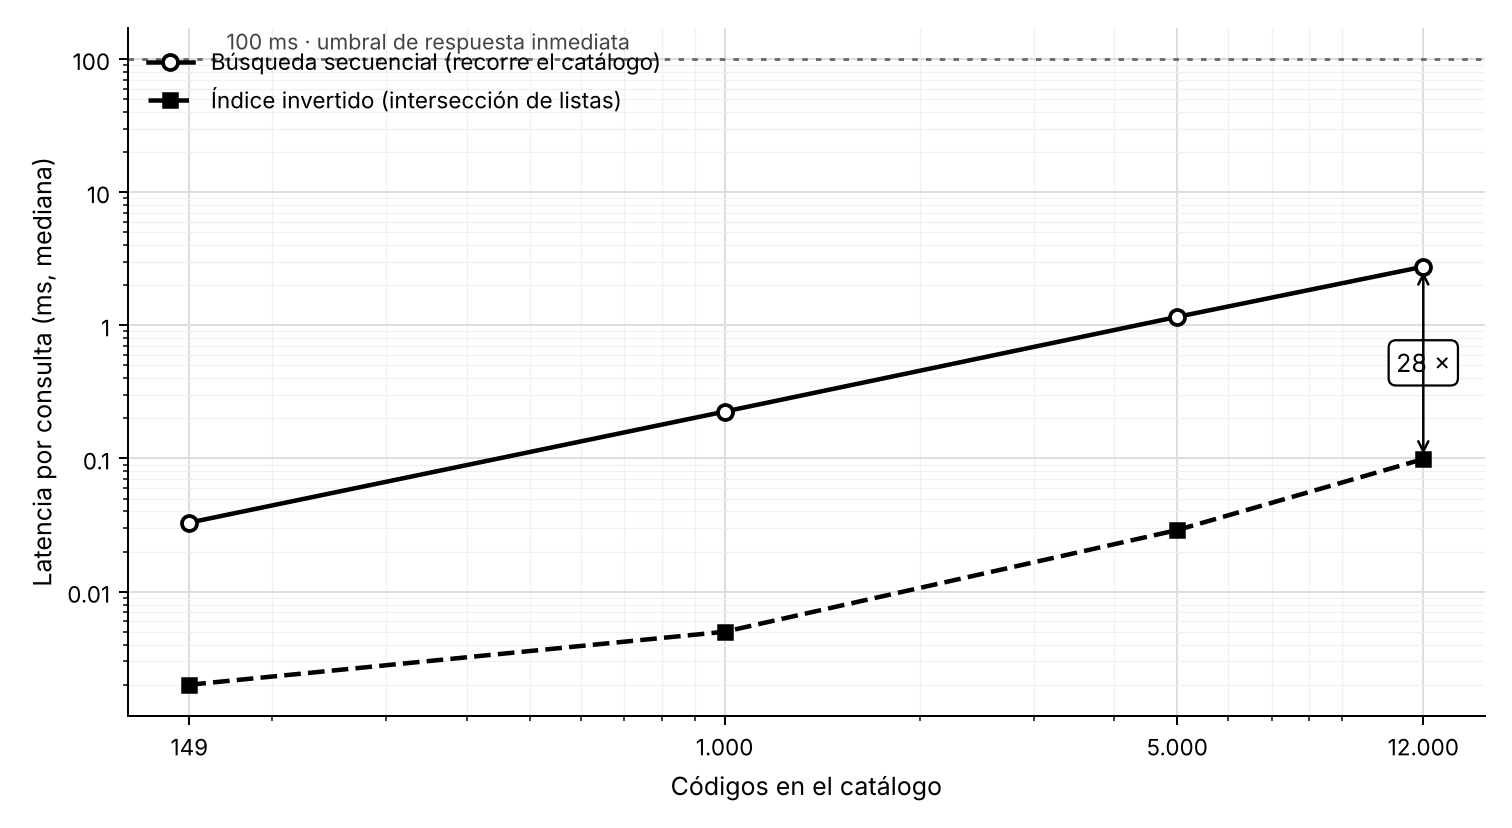 100 ms · umbral de respuesta inmediata
Búsqueda secuencial (recorre el catálogo)
Índice invertido (intersección de listas)
Latencia por consulta (ms, mediana)
100
10
1
0.1
0.01
28 ×
149
1.000
5.000
12.000
Códigos en el catálogo